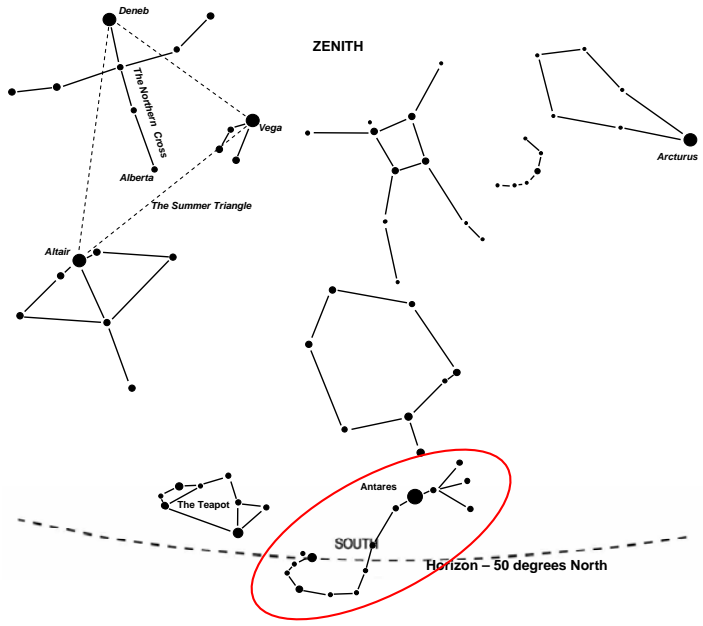 Deneb
ZENITH
The Northern Cross
Vega
Arcturus
Alberta
The Summer Triangle
Altair
Antares
The Teapot
SOUTH
Horizon – 50 degrees North